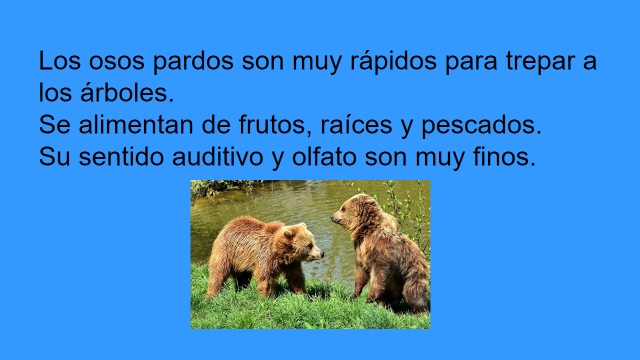 Los osos pardos son muy rápidos para trepar a
los árboles.
Se alimentan de frutos, raíces y pescados.
Su sentido auditivo y olfato son muy finos.